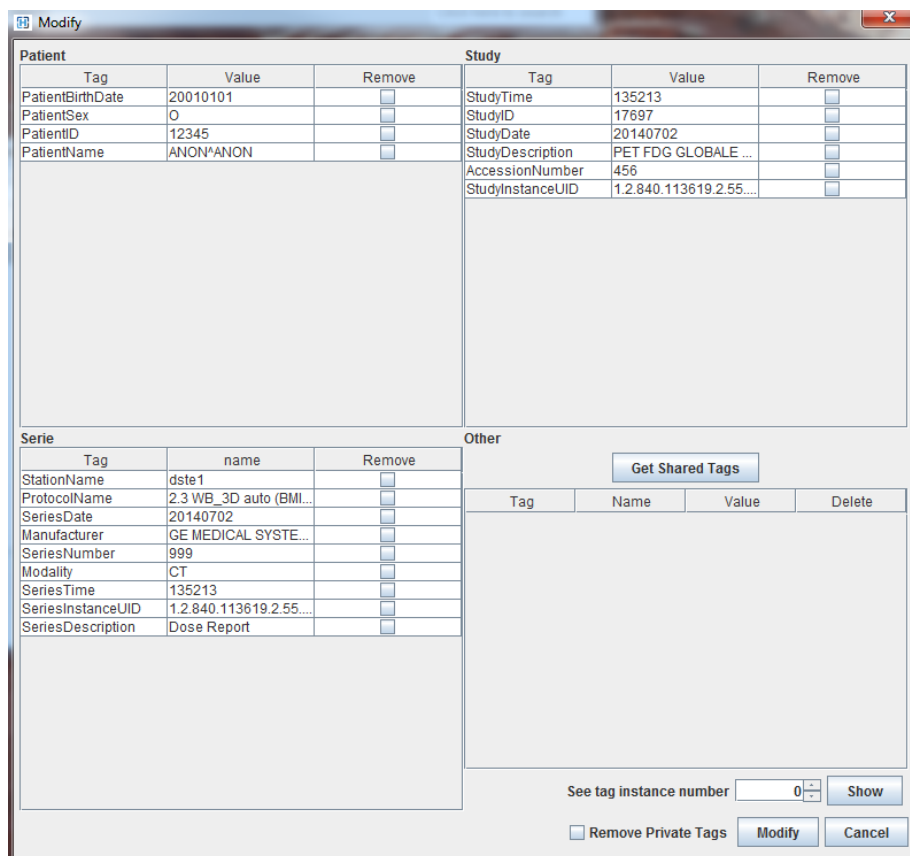 Modify
Patient
Tag Value Remove
PatientBirthDate 20010101
PatientSex O
PatientID 12345
PatientName ANON^ANON
Study
Tag Value Remove
StudyTime 135213
StudyID 17697
StudyDate 20140702
StudyDescription PET FDG GLOBALE ...
AccessionNumber 456
StudyInstanceUID 1.2.840.113619.2.55....
Serie
Tag name Remove
StationName dste1
ProtocolName 2.3 WB_3D auto (BMI...
SeriesDate 20140702
Manufacturer GE MEDICAL SYSTE...
SeriesNumber 999
Modality CT
SeriesTime 135213
SeriesInstanceUID 1.2.840.113619.2.55....
SeriesDescription Dose Report
Other
Get Shared Tags
Tag Name Value Delete
See tag instance number 0 Show
Remove Private Tags Modify Cancel